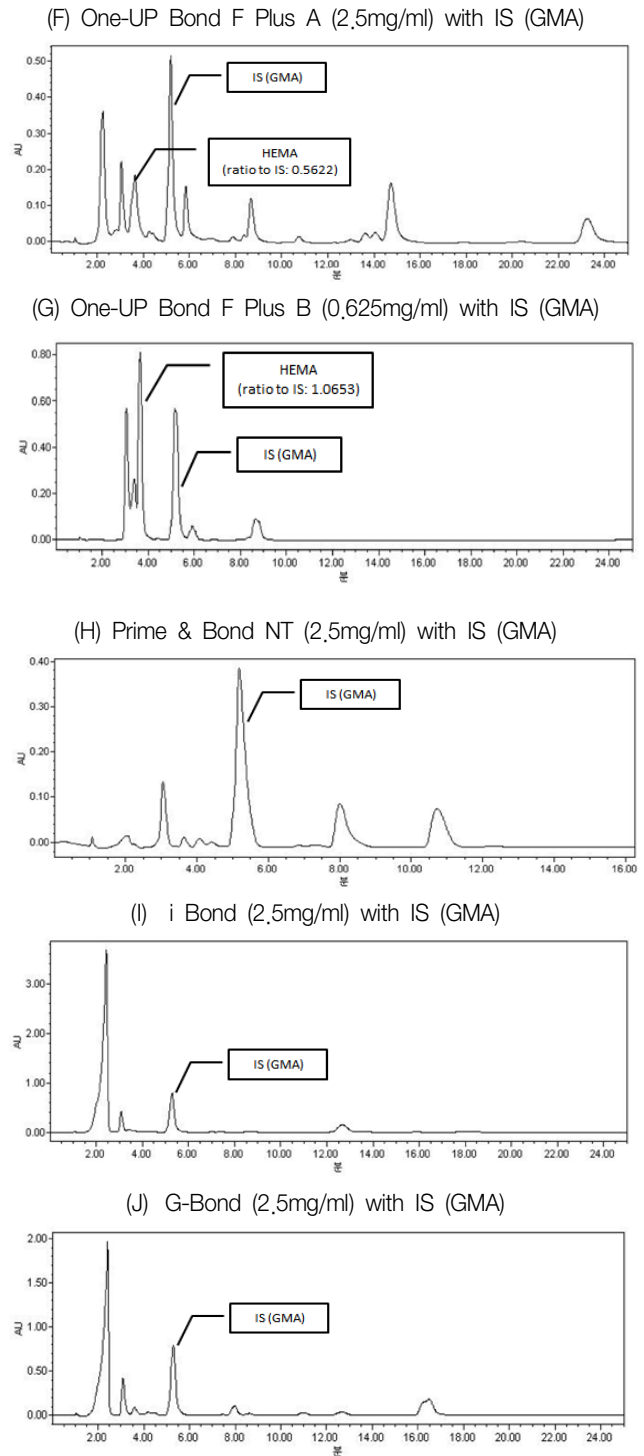 (F) One-UP Bond F Plus A (2.5mg/ml) with IS (GMA)
0.50
0.40
0.30
0.20
0.10
0.00
AU
IS (GMA)
HEMA
(ratio to IS: 0.5622)
2.00 4.00 6.00 8.00 10.00 12.00 14.00 16.00 18.00 20.00 22.00 24.00
분
(G) One-UP Bond F Plus B (0.625mg/ml) with IS (GMA)
0.80
0.60
0.40
0.20
0.00
AU
HEMA
(ratio to IS: 1.0653)
IS (GMA)
2.00 4.00 6.00 8.00 10.00 12.00 14.00 16.00 18.00 20.00 22.00 24.00
분
(H) Prime & Bond NT (2.5mg/ml) with IS (GMA)
0.40
0.30
0.20
0.10
0.00
AU
IS (GMA)
2.00 4.00 6.00 8.00 10.00 12.00 14.00 16.00
분
(I) i Bond (2.5mg/ml) with IS (GMA)
3.00
2.00
1.00
0.00
AU
IS (GMA)
2.00 4.00 6.00 8.00 10.00 12.00 14.00 16.00 18.00 20.00 22.00 24.00
분
(J) G-Bond (2.5mg/ml) with IS (GMA)
2.00
1.50
1.00
0.50
0.00
AU
IS (GMA)
2.00 4.00 6.00 8.00 10.00 12.00 14.00 16.00 18.00 20.00 22.00 24.00
분